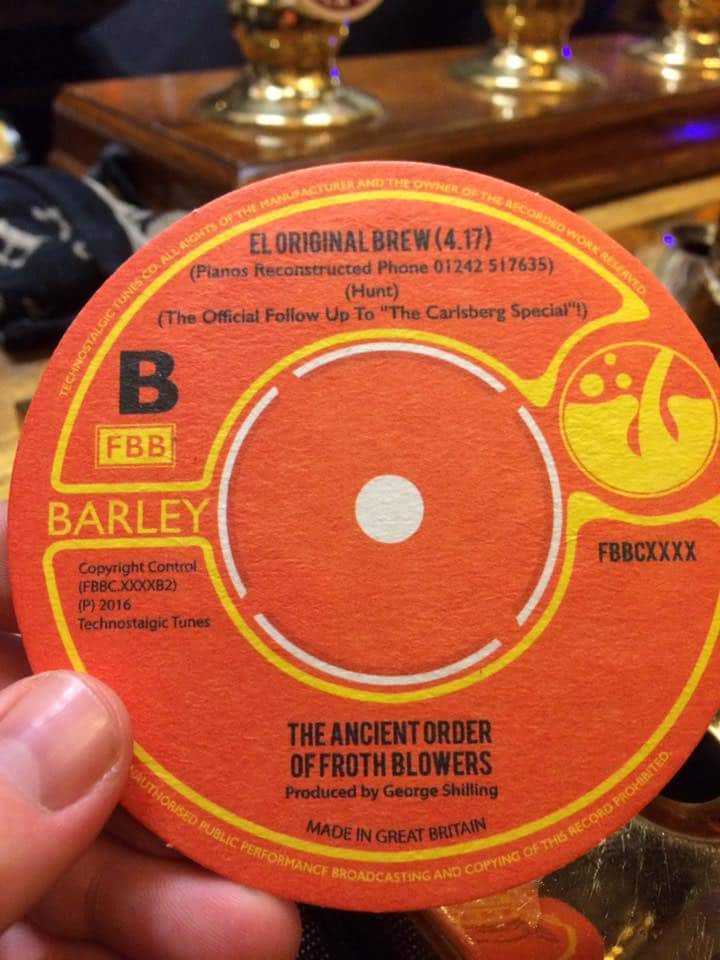 TECHNOSTALGIC TUNES CO. ALL RIGHTS OF THE MANUFACTURER AND THE OWNER OF THE RECORDED WORK RESERVED
EL ORIGINAL BREW (4.17)
(Pianos Reconstructed Phone 01242 517635)
(Hunt)
(The Official Follow Up To "The Carlsberg Special"!)
B
FBB
BARLEY
FBBCXXXX
Copyright Control
(FBBC.XXXXB2)
(P) 2016
Technostalgic Tunes
THE ANCIENT ORDER
OF FROTH BLOWERS
Produced by George Shilling
MADE IN GREAT BRITAIN
UNAUTHORISED PUBLIC PERFORMANCE BROADCASTING AND COPYING OF THIS RECORD PROHIBITED.